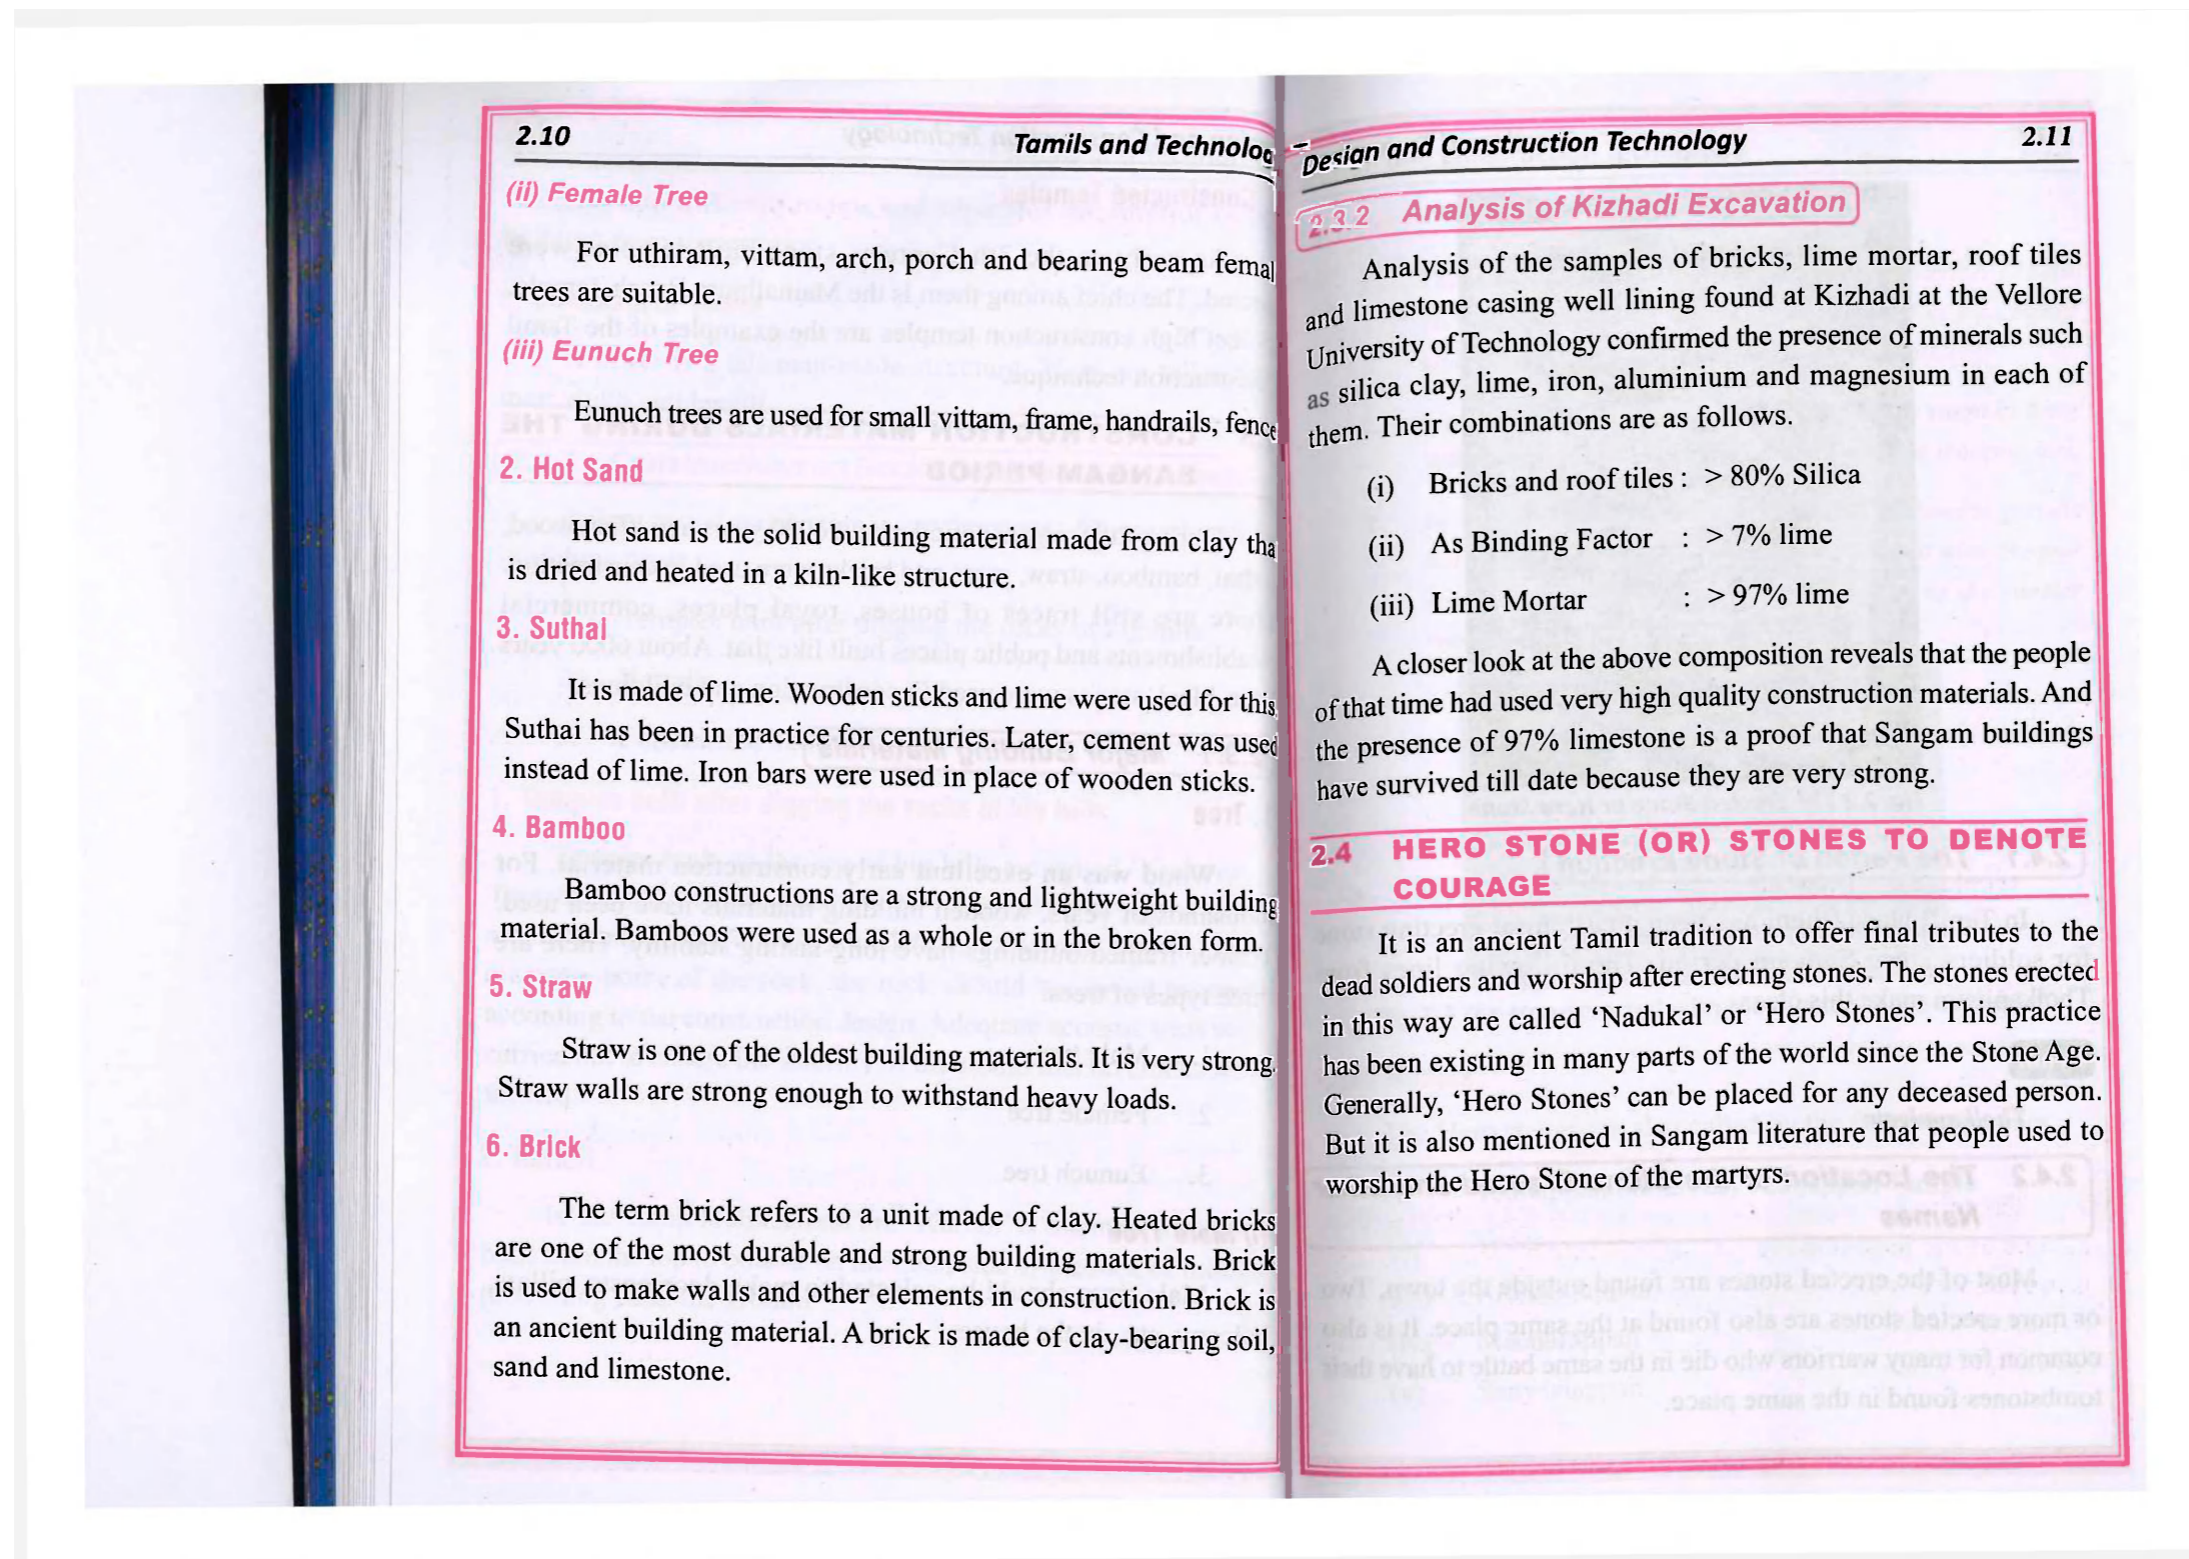 2.10
Tamils and Technolog
(ii) Female Tree
For uthiram, vittam, arch, porch and bearing beam femal
trees are suitable.
(iii) Eunuch Tree
Eunuch trees are used for small vittam, frame, handrails, fence
2. Hot Sand
Hot sand is the solid building material made from clay tha
is dried and heated in a kiln-like structure.
3. Suthai
It is made of lime. Wooden sticks and lime were used for this
Suthai has been in practice for centuries. Later, cement was used
instead of lime. Iron bars were used in place of wooden sticks.
4. Bamboo
Bamboo constructions are a strong and lightweight building
material. Bamboos were used as a whole or in the broken form.
5. Straw
Straw is one of the oldest building materials. It is very strong.
Straw walls are strong enough to withstand heavy loads.
6. Brick
The term brick refers to a unit made of clay. Heated bricks
are one of the most durable and strong building materials. Brick
is used to make walls and other elements in construction. Brick is
an ancient building material. A brick is made of clay-bearing soil,
sand and limestone.
Design and Construction Technology
2.11
2.3.2 Analysis of Kizhadi Excavation
Analysis of the samples of bricks, lime mortar, roof tiles
and limestone casing well lining found at Kizhadi at the Vellore
University of Technology confirmed the presence of minerals such
as silica clay, lime, iron, aluminium and magnesium in each of
them. Their combinations are as follows.
(i) Bricks and roof tiles : > 80% Silica
(ii) As Binding Factor : > 7% lime
(iii) Lime Mortar : > 97% lime
A closer look at the above composition reveals that the people
of that time had used very high quality construction materials. And
the presence of 97% limestone is a proof that Sangam buildings
have survived till date because they are very strong.
2.4 HERO STONE (OR) STONES TO DENOTE
COURAGE
It is an ancient Tamil tradition to offer final tributes to the
dead soldiers and worship after erecting stones. The stones erected
in this way are called ‘Nadukal’ or ‘Hero Stones’. This practice
has been existing in many parts of the world since the Stone Age.
Generally, ‘Hero Stones’ can be placed for any deceased person.
But it is also mentioned in Sangam literature that people used to
worship the Hero Stone of the martyrs.